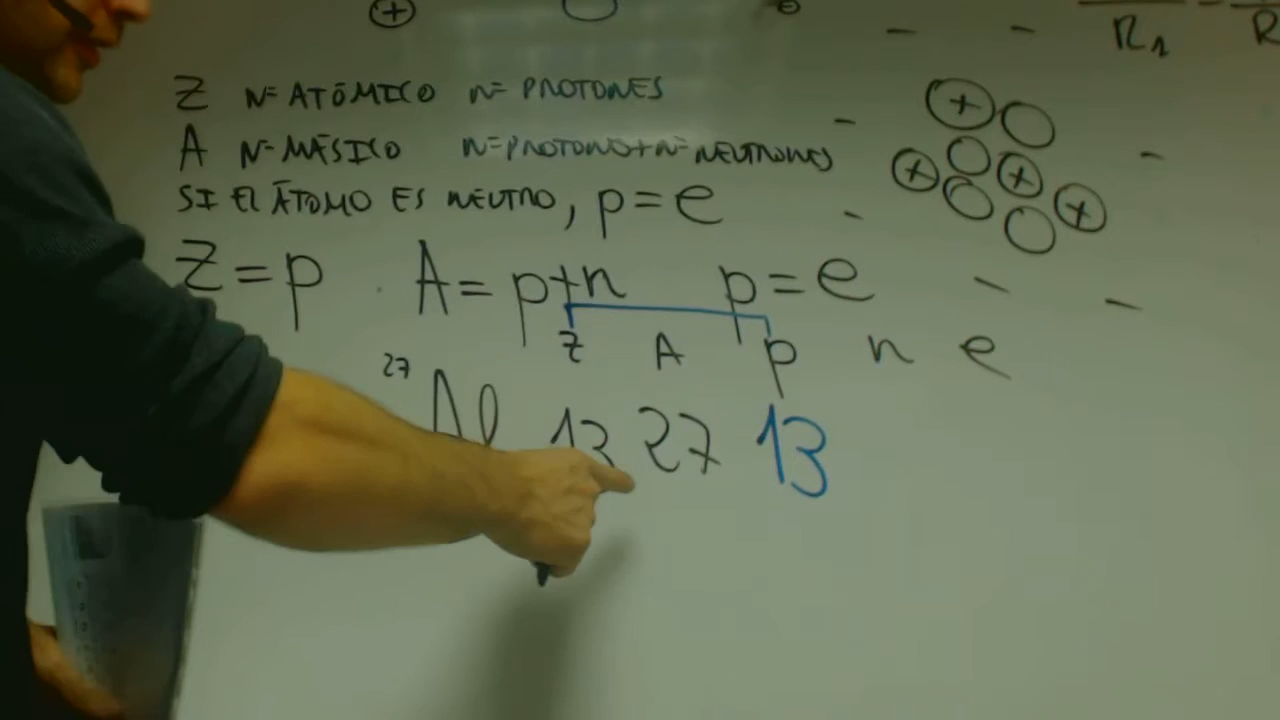 R1 - R
Z Nº ATÓMICO nº PROTONES
A Nº MÁSICO nº PROTONS + nº NEUTRONES
SI EL ÁTOMO ES NEUTRO, p=e
Z=p A=p+n p=e
Z A p n e
27
Al 13 27 13